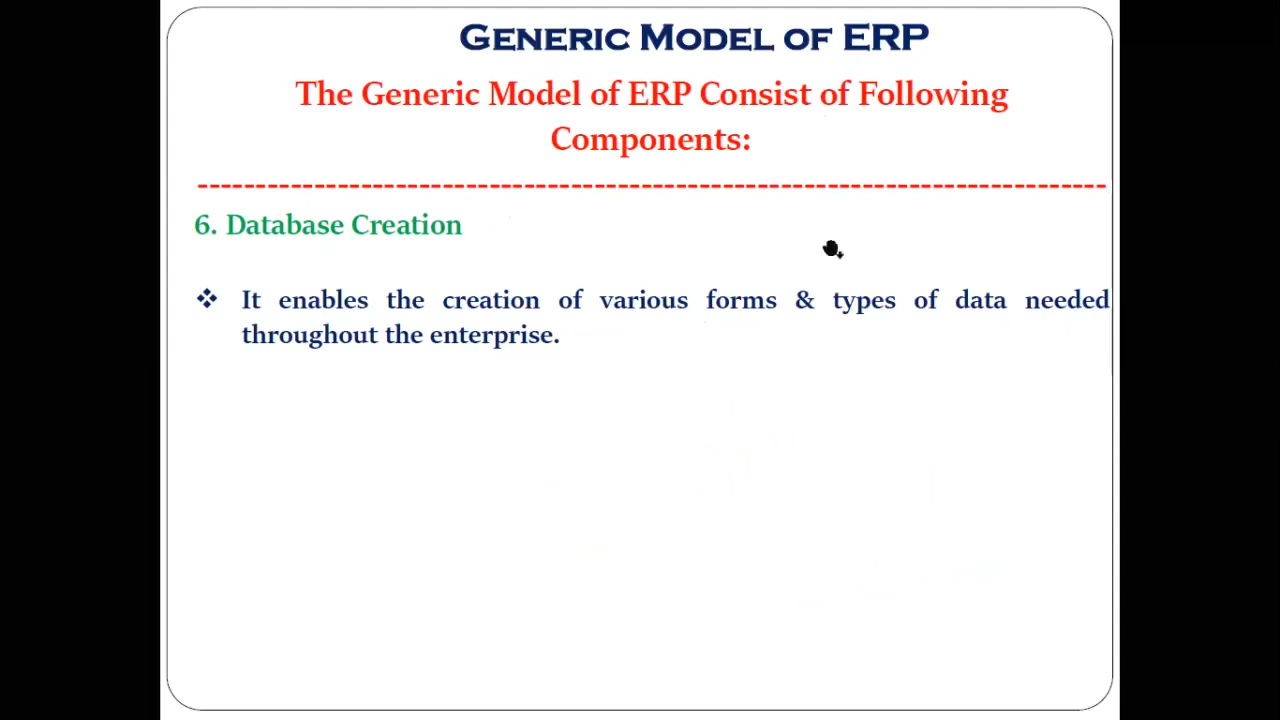 GENERIC MODEL OF ERP
The Generic Model of ERP Consist of Following
Components:
6. Database Creation
❖ It enables the creation of various forms & types of data needed
throughout the enterprise.